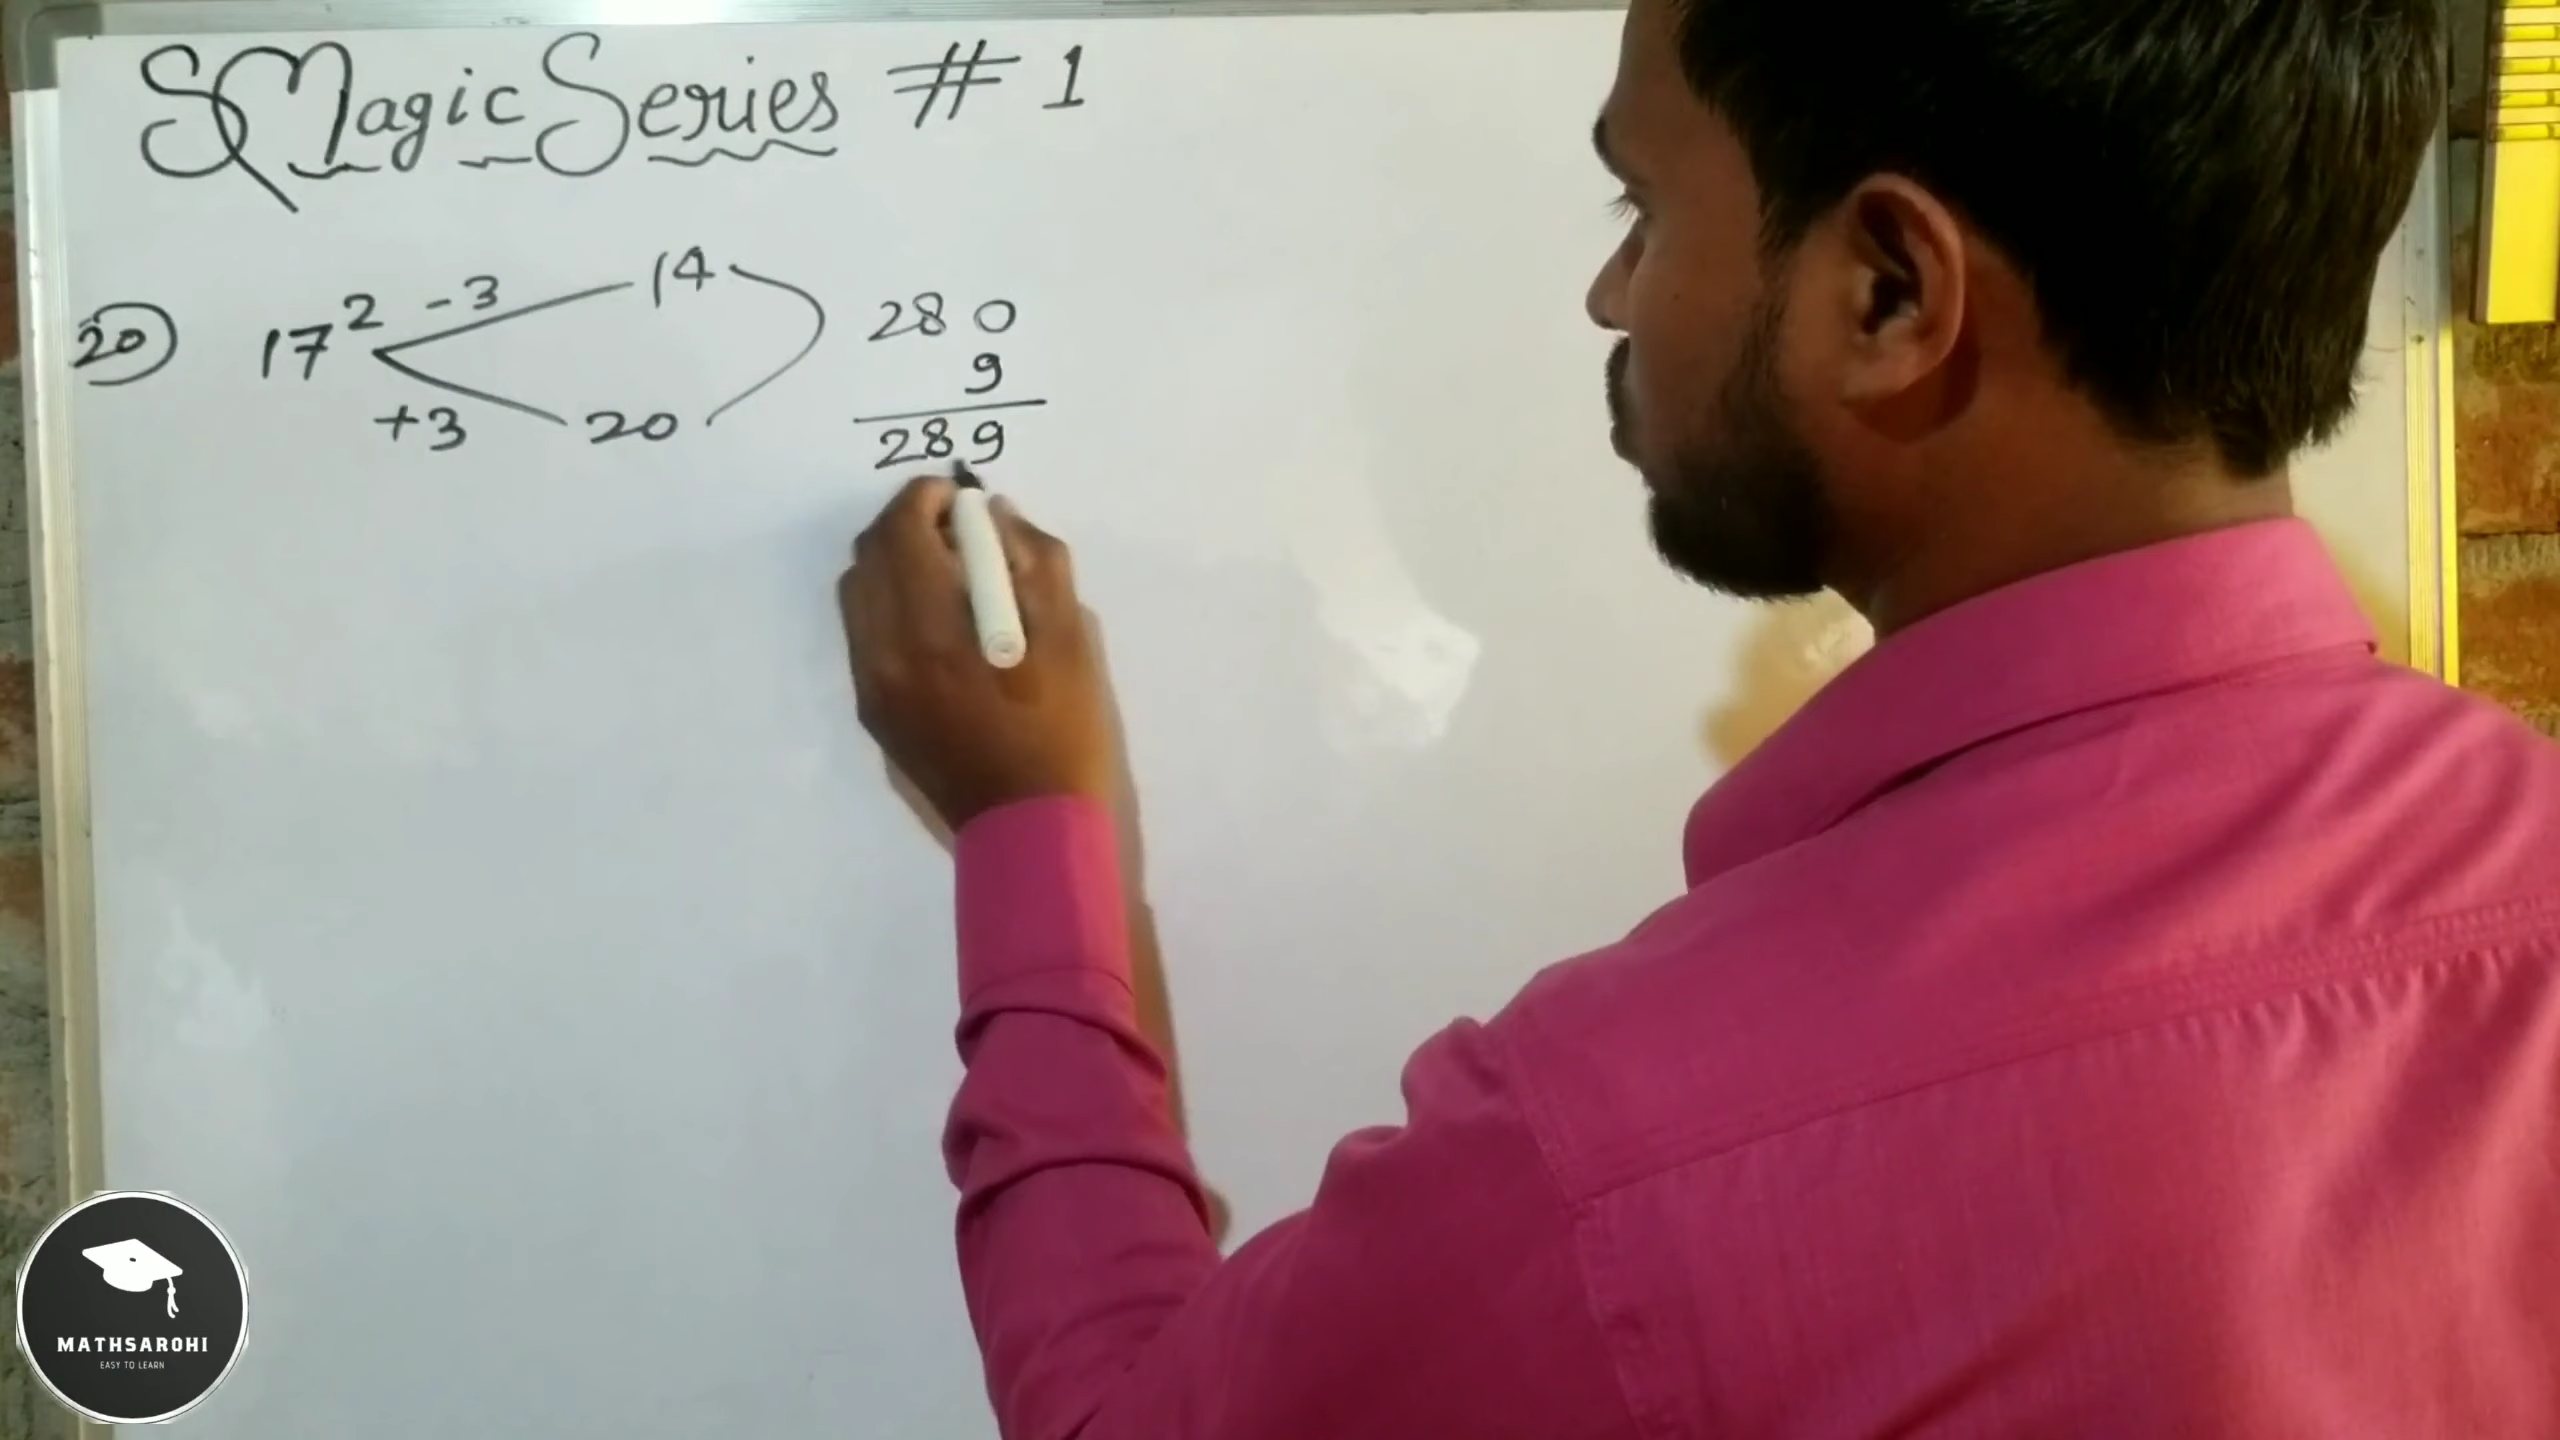 Magic Series # 1
20 17² -3 14
+3 20
280
9
289
MATHSAROHI
EASY TO LEARN